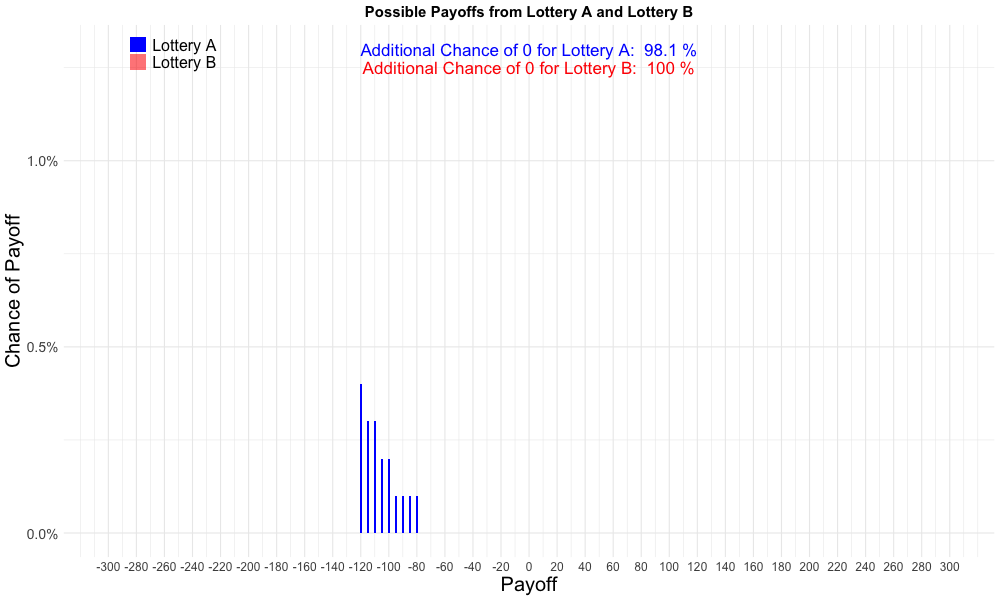 Possible Payoffs from Lottery A and Lottery B
Lottery A
Lottery B
Additional Chance of 0 for Lottery A:  98.1 %
Additional Chance of 0 for Lottery B:  100 %
Chance of Payoff
1.0%
0.5%
0.0%
-300 -280 -260 -240 -220 -200 -180 -160 -140 -120 -100 -80 -60 -40 -20 0 20 40 60 80 100 120 140 160 180 200 220 240 260 280 300
Payoff